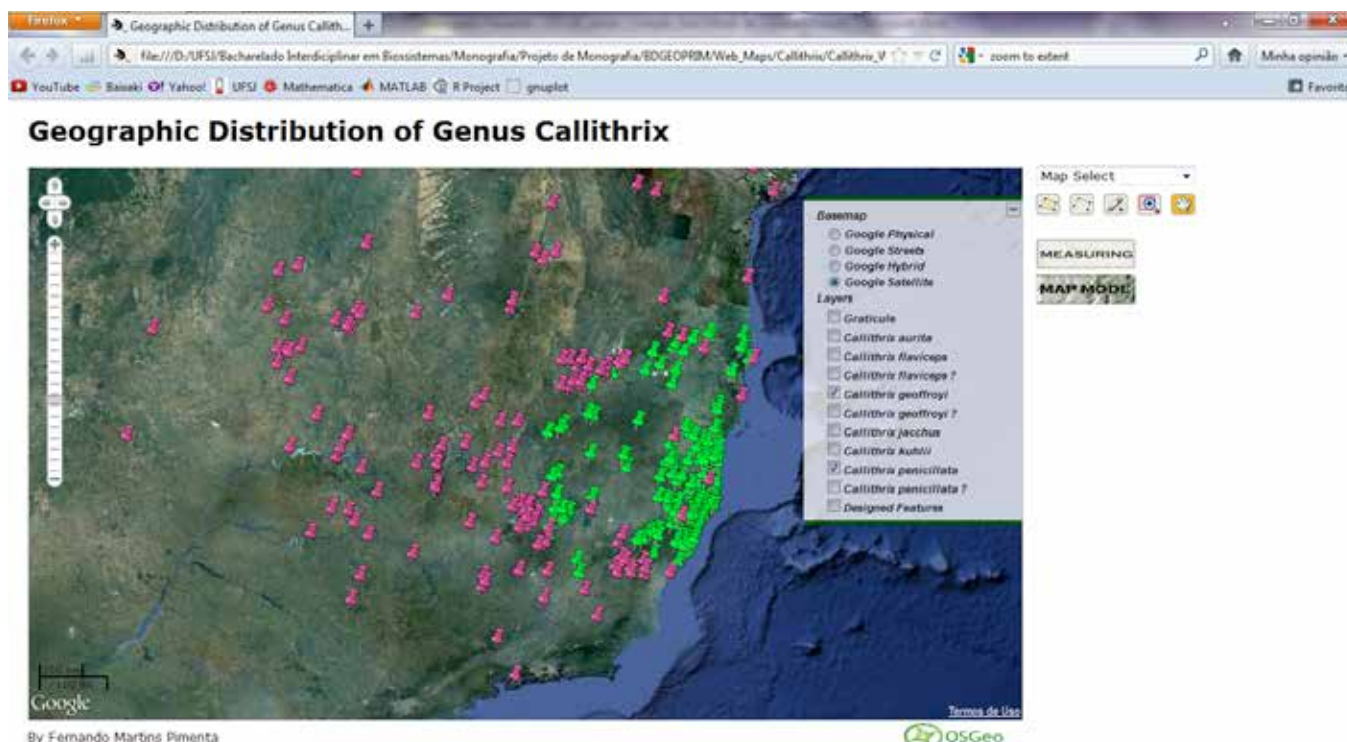 Firefox
Geographic Distribution of Genus Callith...
file:///D:/UFSJ/Bacharelado Interdisciplinar em Biossistemas/Monografia/Projeto de Monografia/BDGEOPRIM/Web_Maps/Callithrix/Callithrix_V
zoom to extent
Minha opinião
YouTube Baixaki Yahoo! UFSJ Mathematica MATLAB R Project gnuplot
Favorito
Geographic Distribution of Genus Callithrix
Map Select
MEASURING
MAP MODE
Basemap
Google Physical
Google Streets
Google Hybrid
Google Satellite
Layers
Graticule
Callithrix aurita
Callithrix flaviceps
Callithrix flaviceps ?
Callithrix geoffroyi
Callithrix geoffroyi ?
Callithrix jacchus
Callithrix kuhlii
Callithrix penicillata
Callithrix penicillata ?
Designed Features
Google
Termos de Uso
By Fernando Martins Pimenta
OSGeo